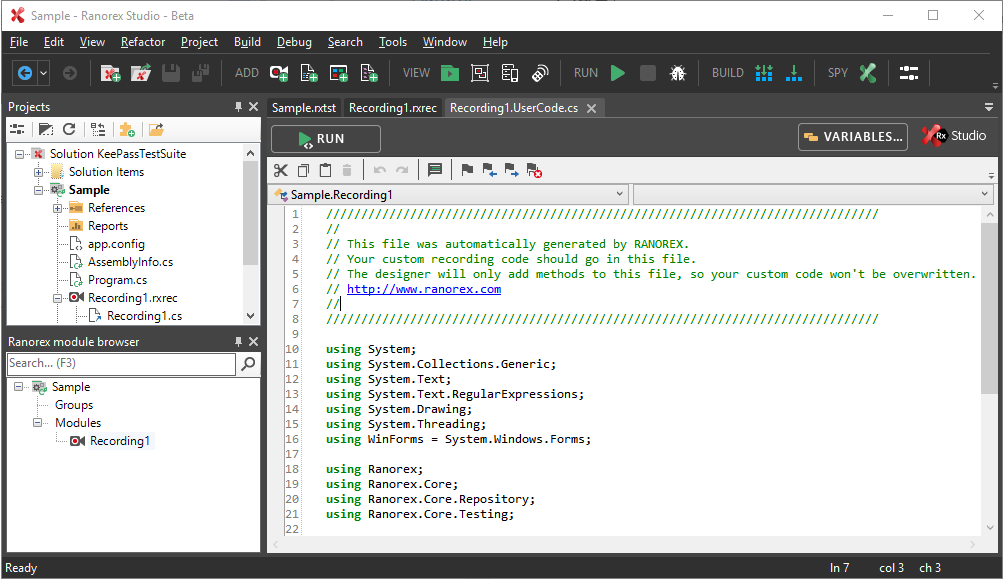 Sample - Ranorex Studio - Beta
File Edit View Refactor Project Build Debug Search Tools Window Help
ADD VIEW RUN BUILD SPY
Projects
Solution KeePassTestSuite
Solution Items
Sample
References
Reports
app.config
AssemblyInfo.cs
Program.cs
Recording1.rxrec
Recording1.cs
Ranorex module browser
Search... (F3)
Sample
Groups
Modules
Recording1
Sample.rxtst Recording1.rxrec Recording1.UserCode.cs
RUN VARIABLES... Rx Studio
Sample.Recording1
1 ///////////////////////////////////////////////////////////////////////////////
2 //
3 // This file was automatically generated by RANOREX.
4 // Your custom recording code should go in this file.
5 // The designer will only add methods to this file, so your custom code won't be overwritten.
6 // http://www.ranorex.com
7 //
8 ///////////////////////////////////////////////////////////////////////////////
9
10 using System;
11 using System.Collections.Generic;
12 using System.Text;
13 using System.Text.RegularExpressions;
14 using System.Drawing;
15 using System.Threading;
16 using WinForms = System.Windows.Forms;
17
18 using Ranorex;
19 using Ranorex.Core;
20 using Ranorex.Core.Repository;
21 using Ranorex.Core.Testing;
22
Ready ln 7 col 3 ch 3